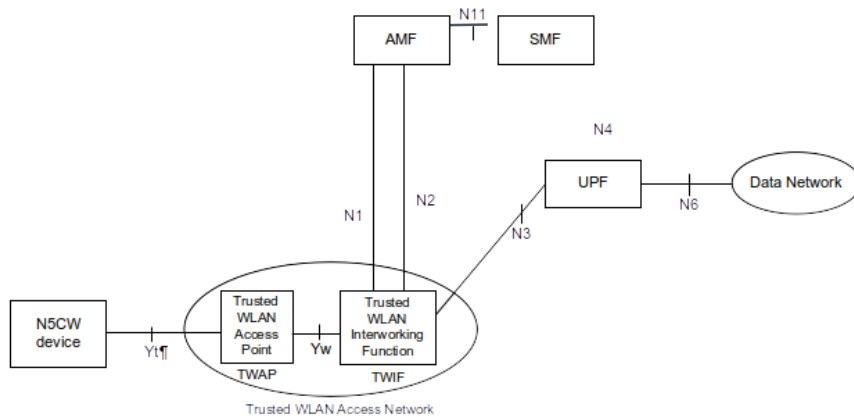 N11
AMF
SMF
N4
UPF
Data Network
N6
N1
N2
N3
N5CW
device
Yt¶
Trusted
WLAN
Access
Point
TWAP
Yw
Trusted
WLAN
Interworking
Function
TWIF
Trusted WLAN Access Network